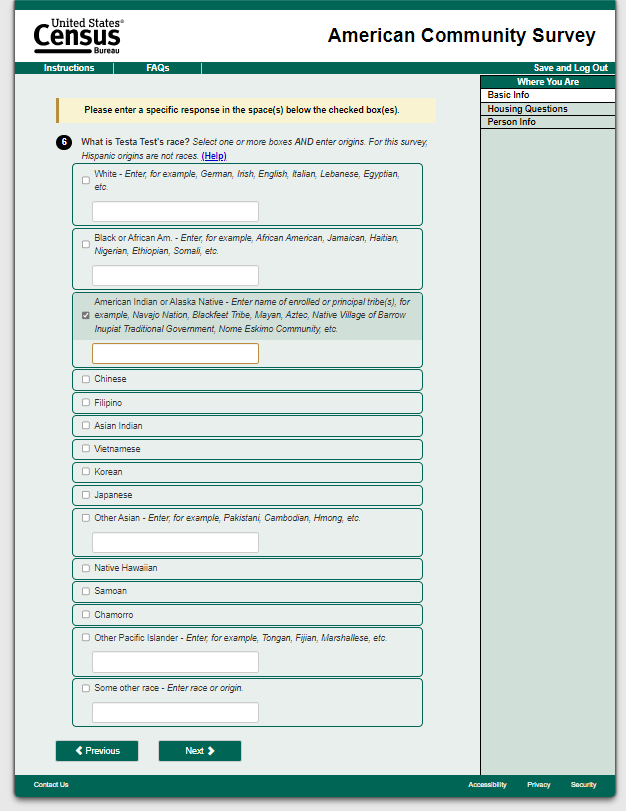 United States®
Census
Bureau
American Community Survey
Instructions
FAQs
Save and Log Out
Where You Are
Basic Info
Housing Questions
Person Info
Please enter a specific response in the space(s) below the checked box(es).
6 What is Testa Test's race? Select one or more boxes AND enter origins. For this survey,
Hispanic origins are not races. (Help)
White - Enter, for example, German, Irish, English, Italian, Lebanese, Egyptian,
etc.
Black or African Am. - Enter, for example, African American, Jamaican, Haitian,
Nigerian, Ethiopian, Somali, etc.
American Indian or Alaska Native - Enter name of enrolled or principal tribe(s), for
example, Navajo Nation, Blackfeet Tribe, Mayan, Aztec, Native Village of Barrow
Inupiat Traditional Government, Nome Eskimo Community, etc.
Chinese
Filipino
Asian Indian
Vietnamese
Korean
Japanese
Other Asian - Enter, for example, Pakistani, Cambodian, Hmong, etc.
Native Hawaiian
Samoan
Chamorro
Other Pacific Islander - Enter, for example, Tongan, Fijian, Marshallese, etc.
Some other race - Enter race or origin.
Previous
Next
Contact Us
Accessibility
Privacy
Security